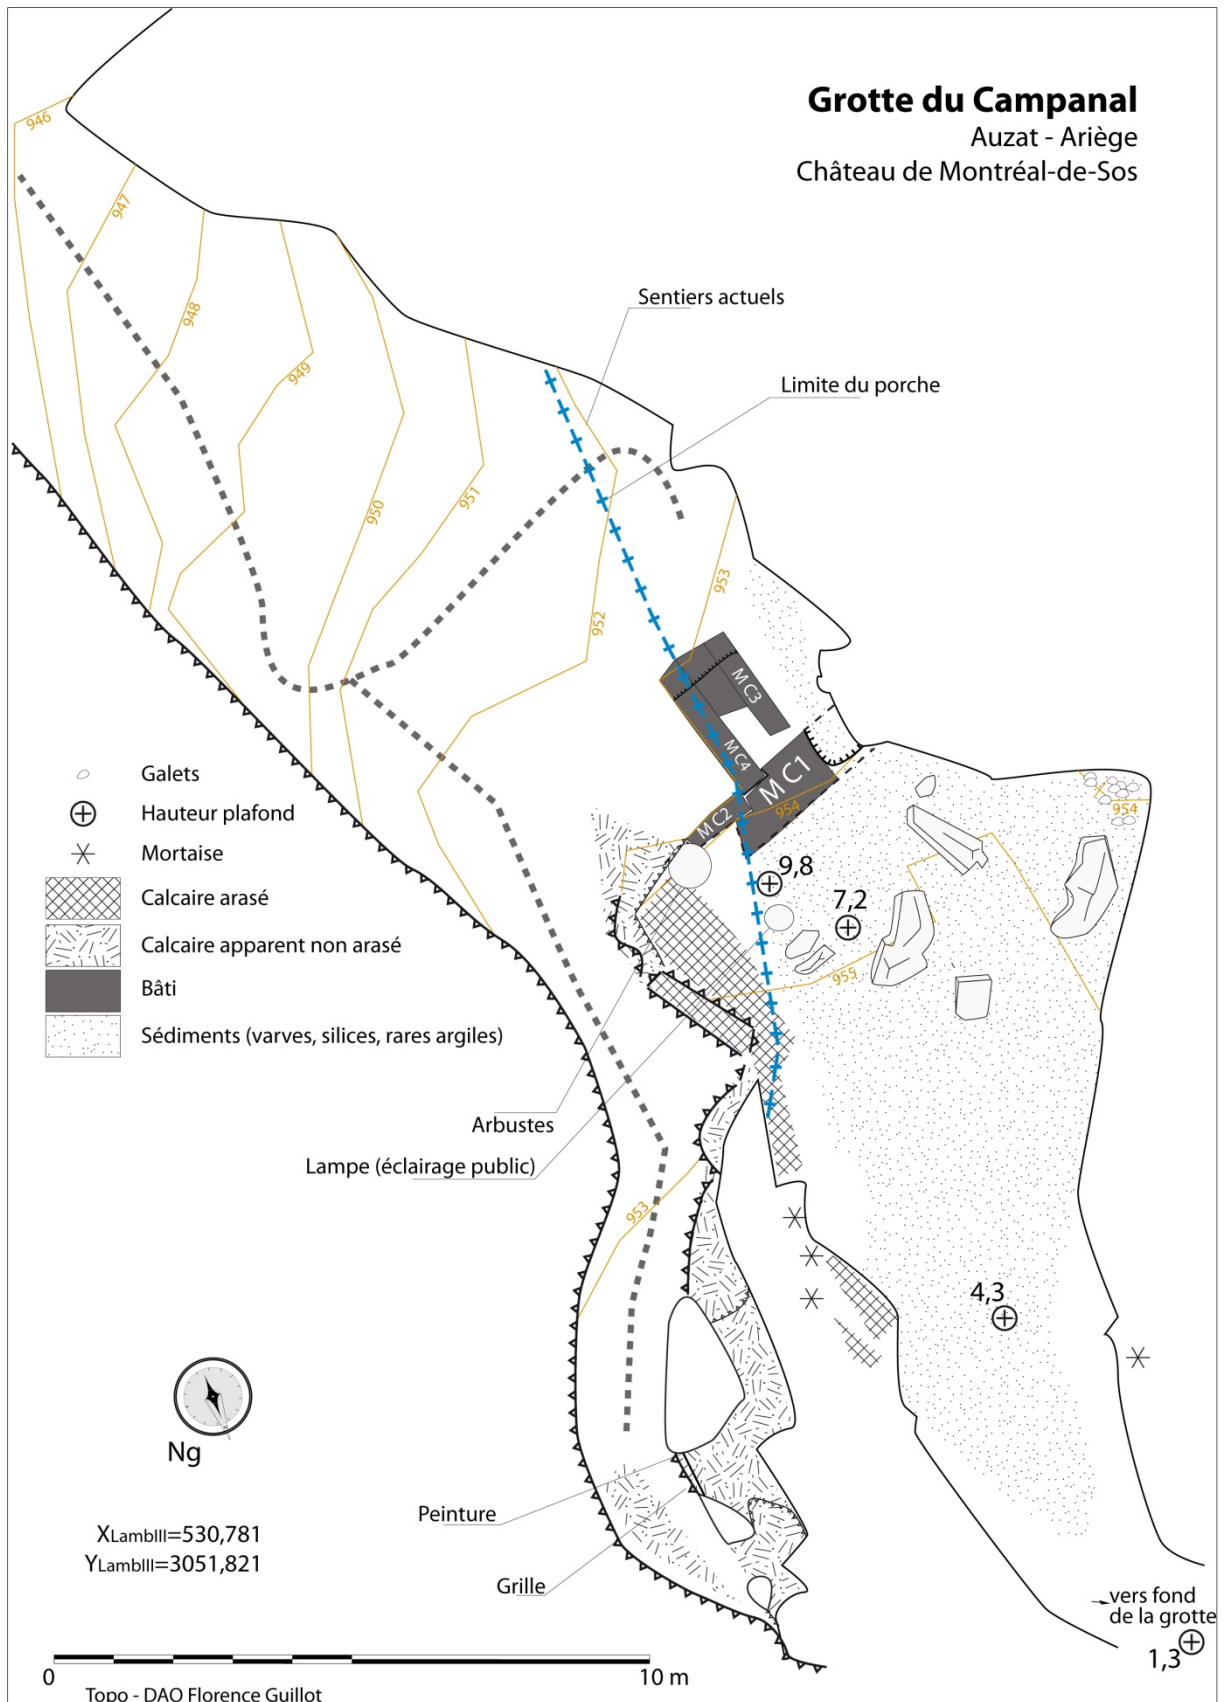 Grotte du Campanal
Auzat - Ariège
Château de Montréal-de-Sos
946
947
948
949
950
951
952
953
Sentiers actuels
Limite du porche
M C3
M C4
M C1
M C2
954
954
9,8
7,2
955
Galets
Hauteur plafond
Mortaise
Calcaire arasé
Calcaire apparent non arasé
Bâti
Sédiments (varves, silices, rares argiles)
Arbustes
Lampe (éclairage public)
953
4,3
Ng
Peinture
Grille
XLambIII=530,781
YLambIII=3051,821
vers fond
de la grotte
1,3
0
10 m
Topo - DAO Florence Guillot